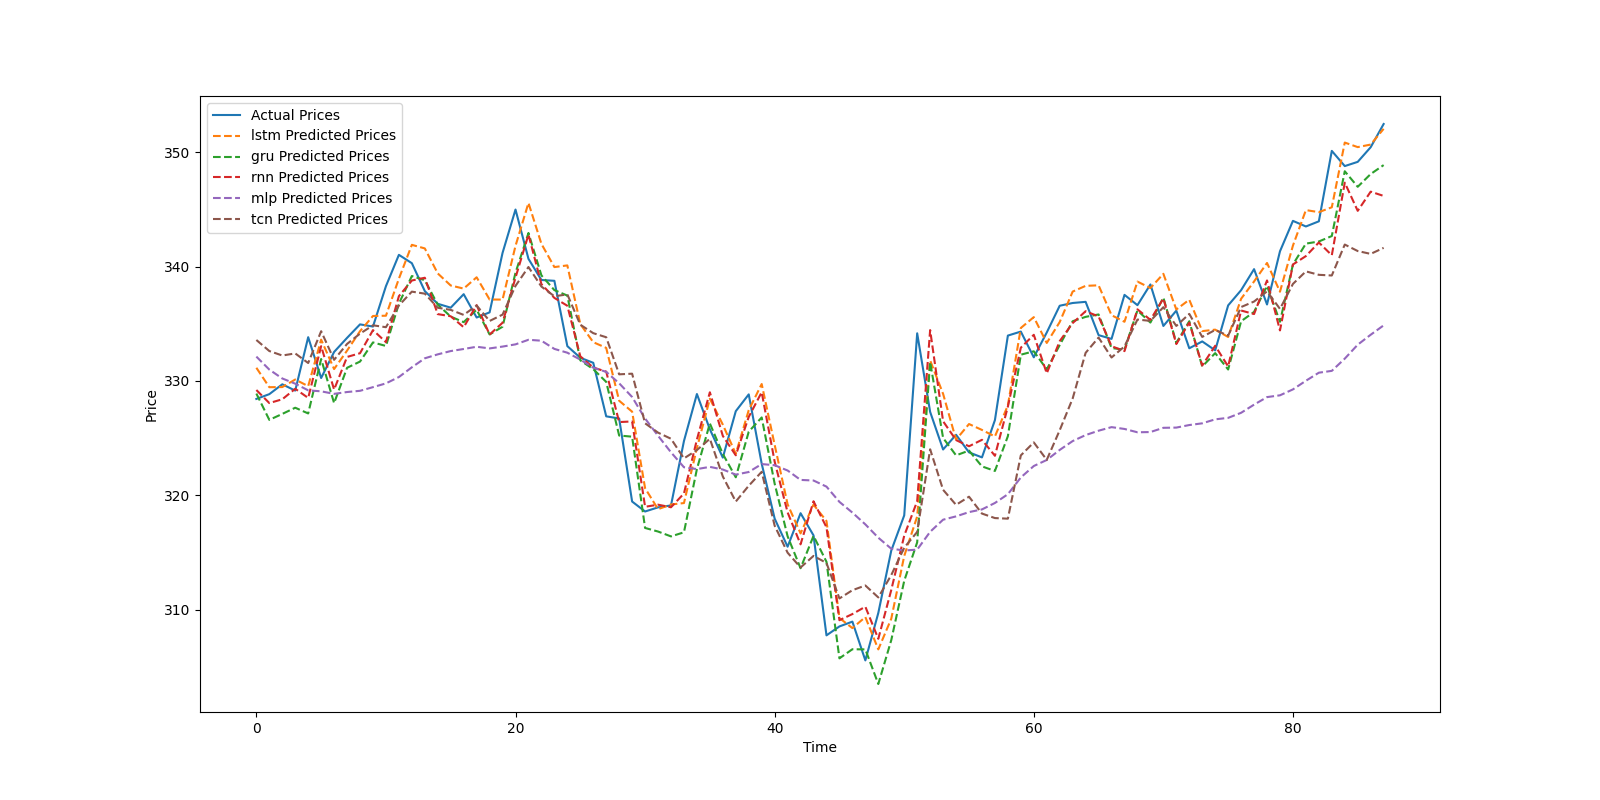 Actual Prices
lstm Predicted Prices
gru Predicted Prices
rnn Predicted Prices
mlp Predicted Prices
tcn Predicted Prices
350
340
330
320
310
Price
0 20 40 60 80
Time